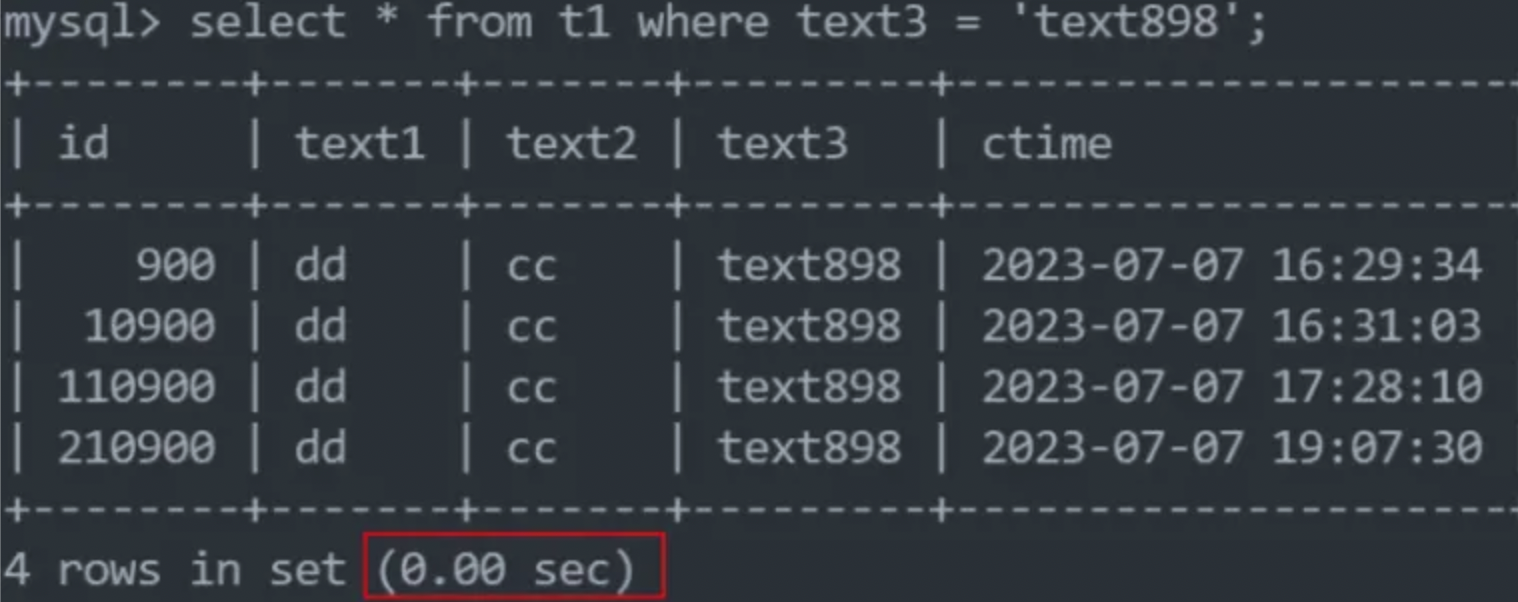 mysql> select * from t1 where text3 = 'text898';
+--------+-------+-------+---------+---------------------
| id     | text1 | text2 | text3   | ctime
+--------+-------+-------+---------+---------------------
|    900 | dd    | cc    | text898 | 2023-07-07 16:29:34
|  10900 | dd    | cc    | text898 | 2023-07-07 16:31:03
| 110900 | dd    | cc    | text898 | 2023-07-07 17:28:10
| 210900 | dd    | cc    | text898 | 2023-07-07 19:07:30
+--------+-------+-------+---------+---------------------
4 rows in set (0.00 sec)